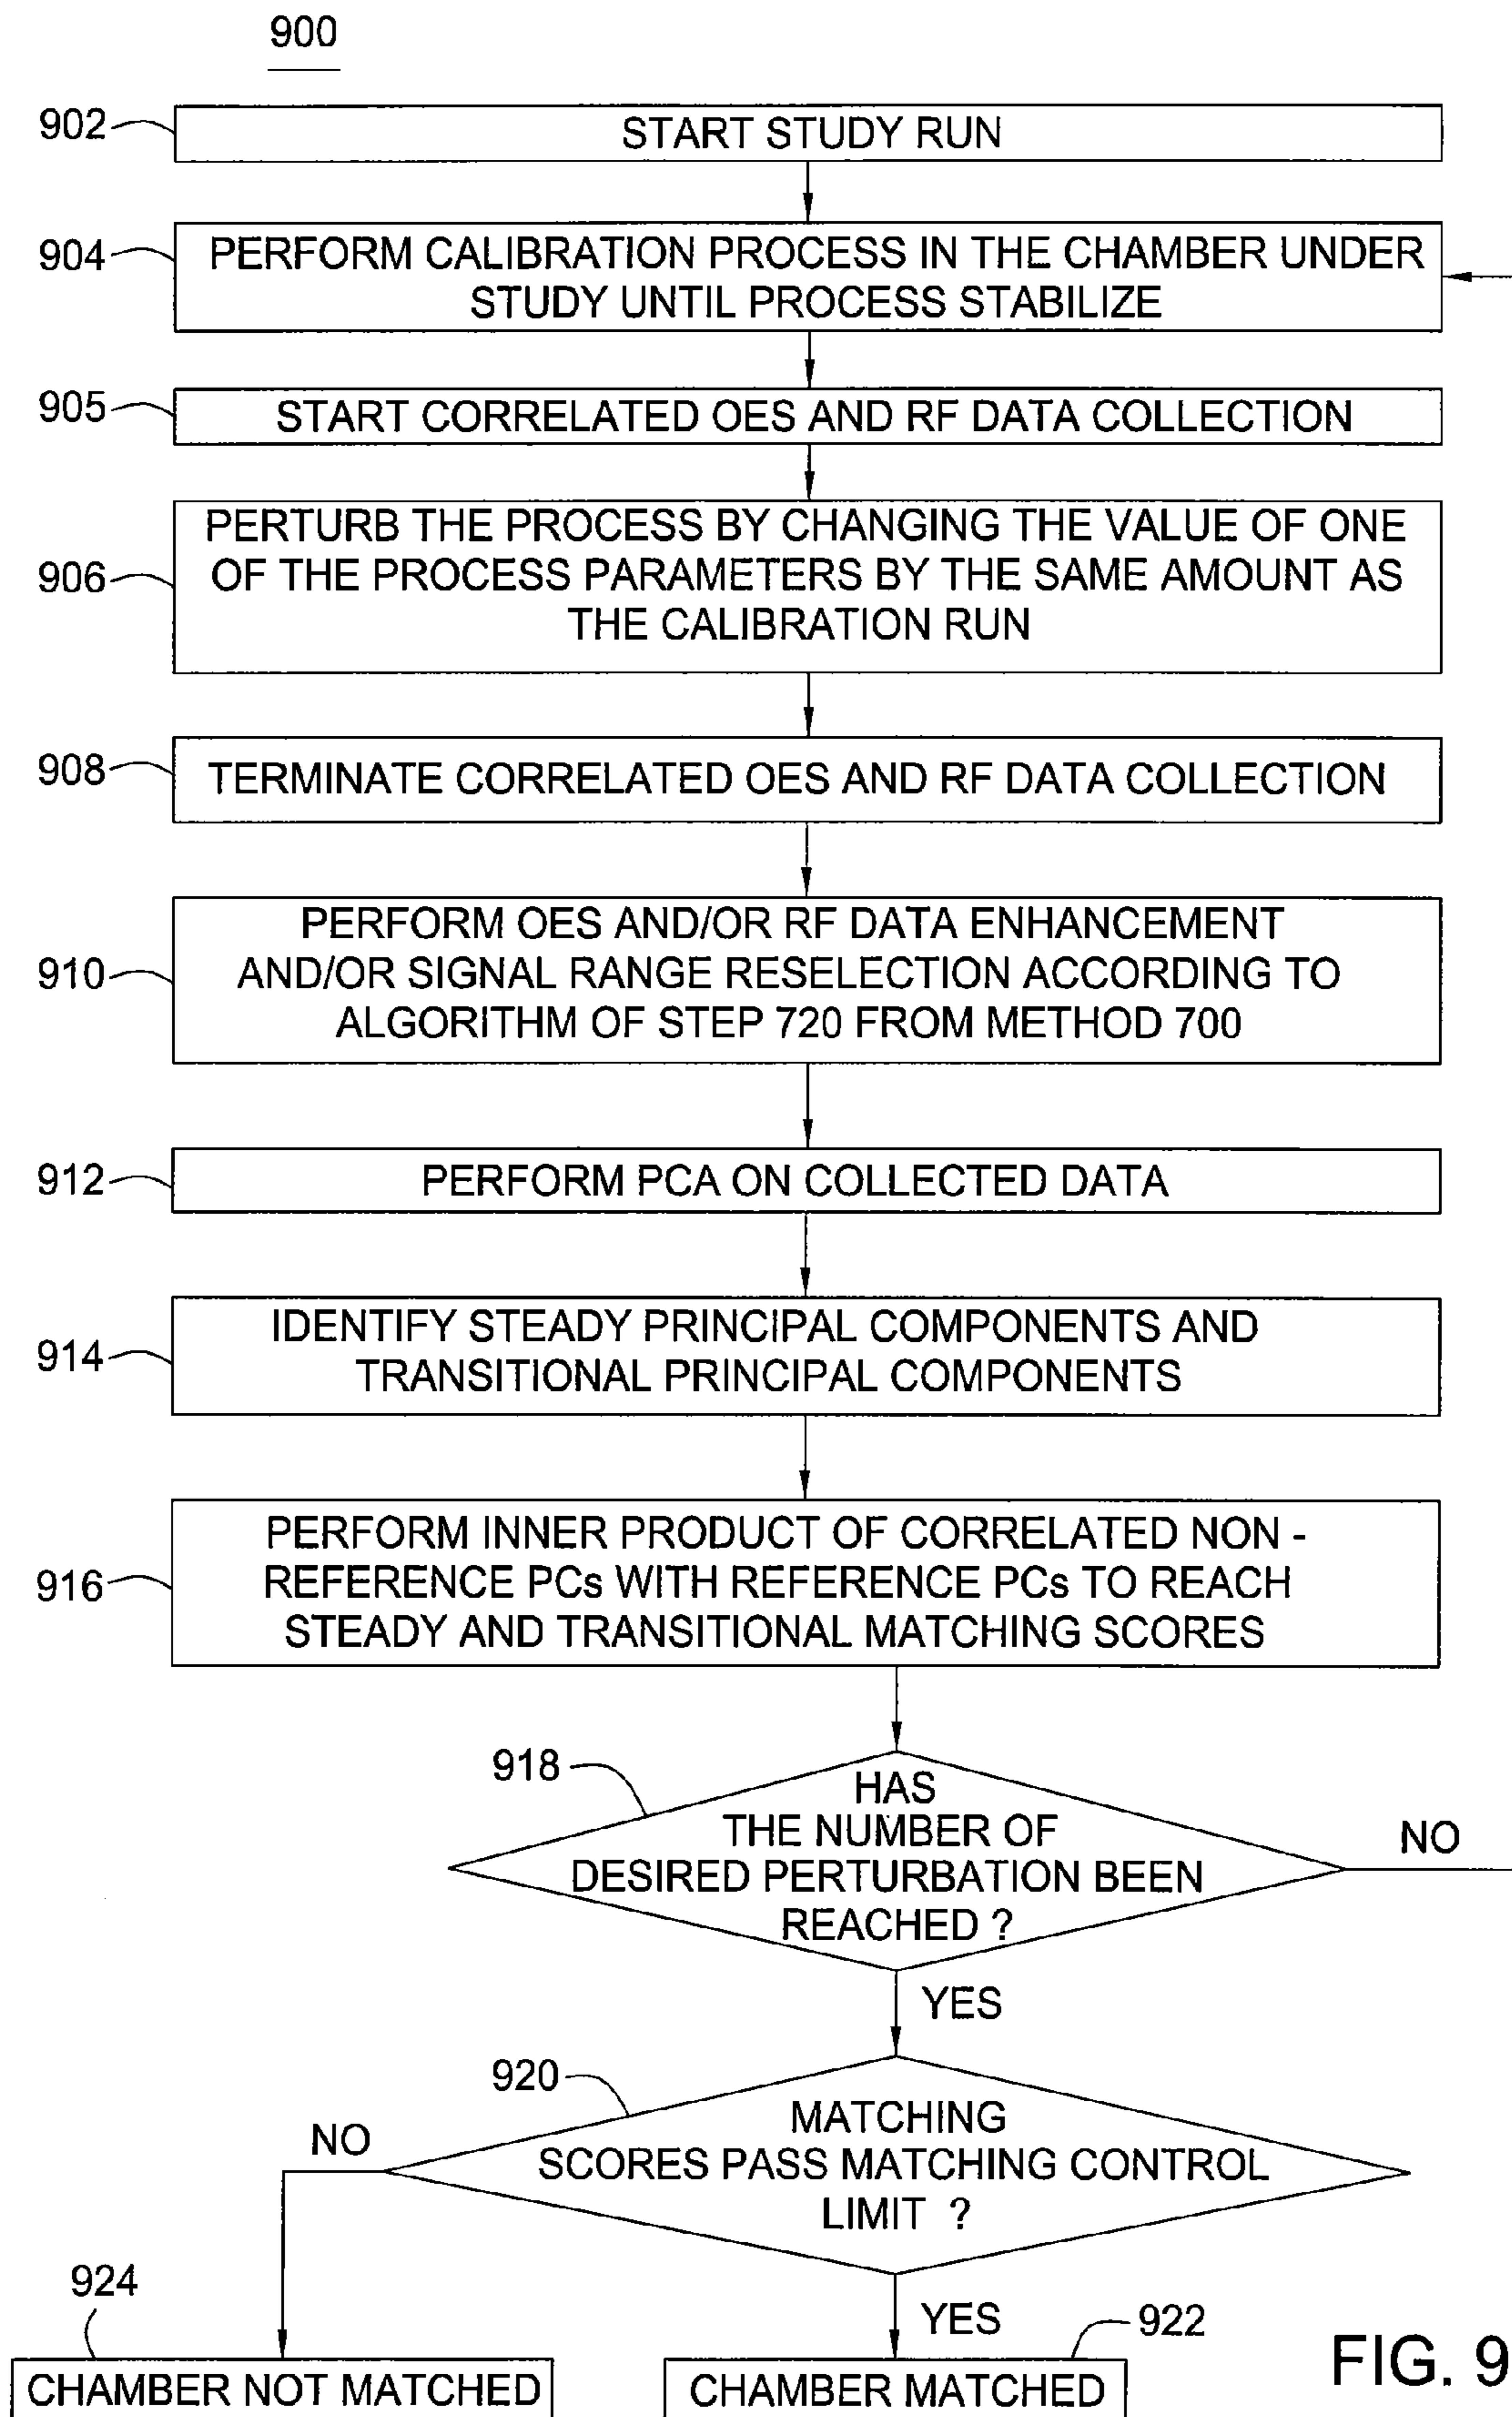 900
902
START STUDY RUN
904
PERFORM CALIBRATION PROCESS IN THE CHAMBER UNDER
STUDY UNTIL PROCESS STABILIZE
905
START CORRELATED OES AND RF DATA COLLECTION
906
PERTURB THE PROCESS BY CHANGING THE VALUE OF ONE
OF THE PROCESS PARAMETERS BY THE SAME AMOUNT AS
THE CALIBRATION RUN
908
TERMINATE CORRELATED OES AND RF DATA COLLECTION
910
PERFORM OES AND/OR RF DATA ENHANCEMENT
AND/OR SIGNAL RANGE RESELECTION ACCORDING TO
ALGORITHM OF STEP 720 FROM METHOD 700
912
PERFORM PCA ON COLLECTED DATA
914
IDENTIFY STEADY PRINCIPAL COMPONENTS AND
TRANSITIONAL PRINCIPAL COMPONENTS
916
PERFORM INNER PRODUCT OF CORRELATED NON -
REFERENCE PCs WITH REFERENCE PCs TO REACH
STEADY AND TRANSITIONAL MATCHING SCORES
918
HAS
THE NUMBER OF
DESIRED PERTURBATION BEEN
REACHED ?
NO
YES
920
MATCHING
SCORES PASS MATCHING CONTROL
LIMIT ?
NO
YES
924
CHAMBER NOT MATCHED
922
CHAMBER MATCHED
FIG. 9